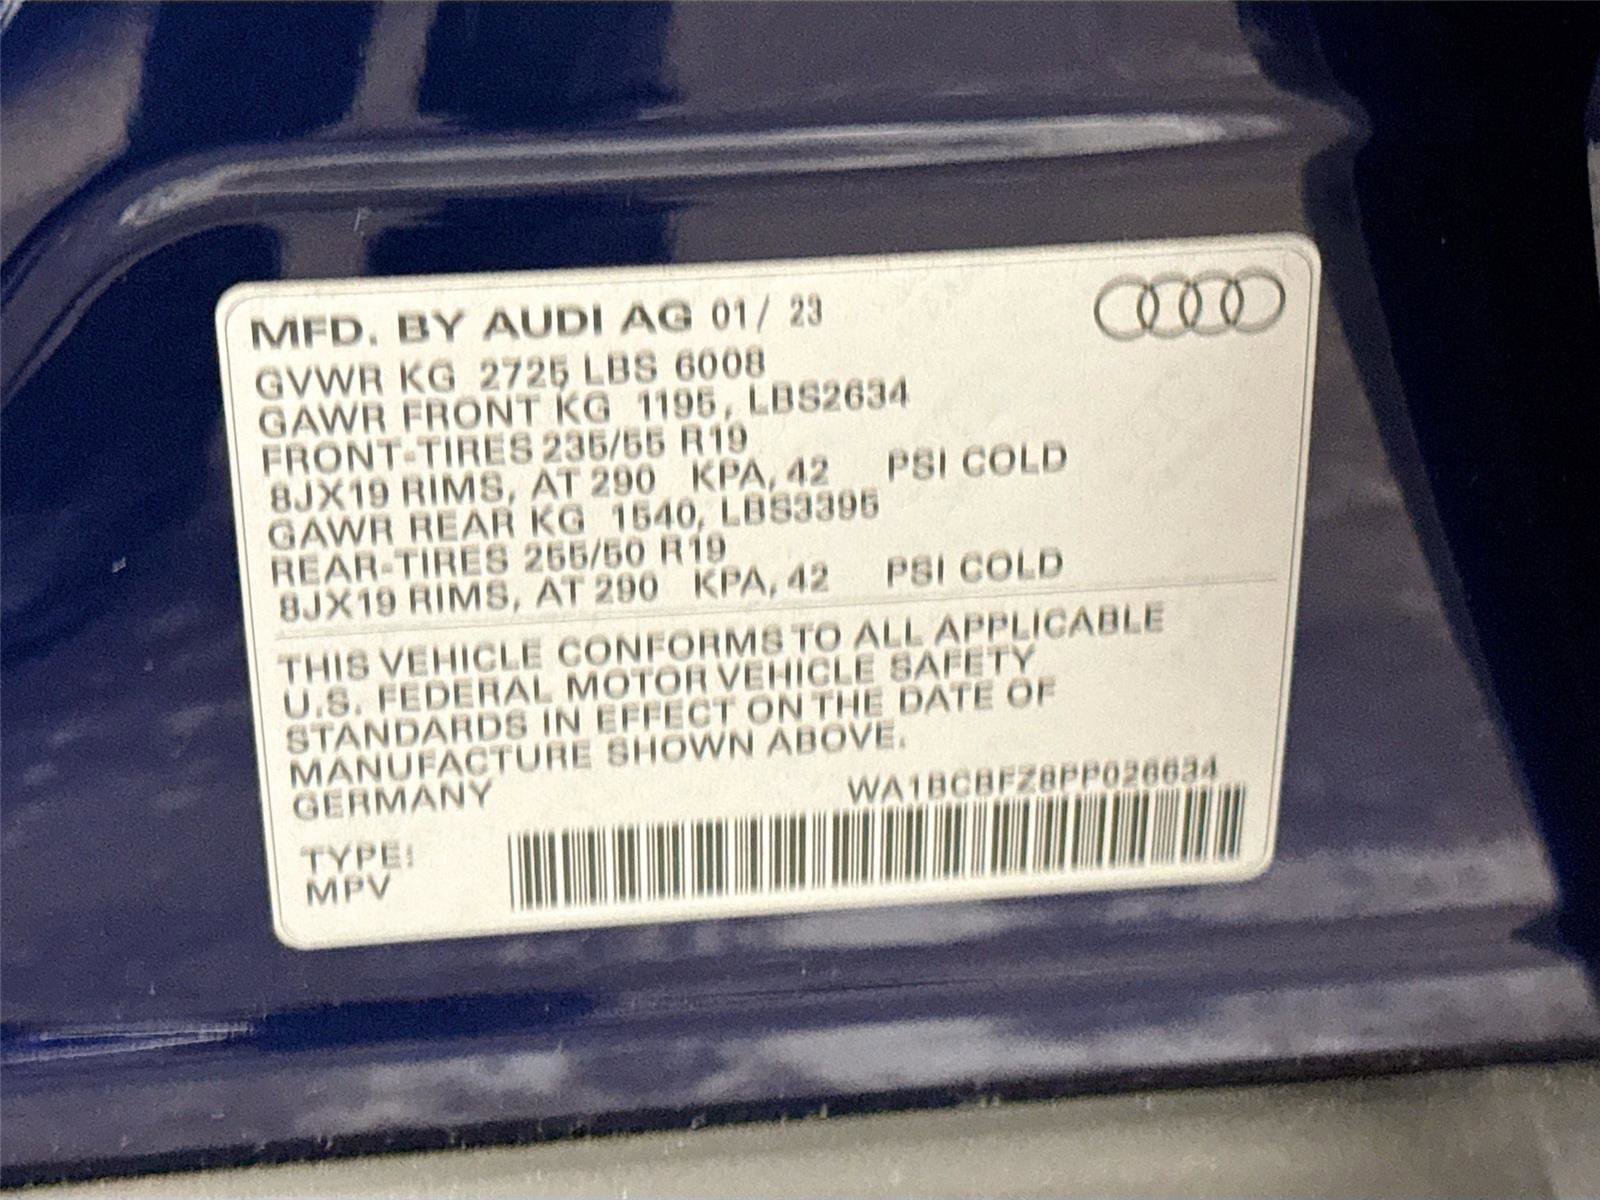 MFD. BY AUDI AG 01/ 23
GVWR KG 2725 LBS 6008
GAWR FRONT KG 1195, LBS2634
FRONT-TIRES 235/55 R19
8JX19 RIMS, AT 290 KPA, 42 PSI COLD
GAWR REAR KG 1540, LBS3395
REAR-TIRES 255/50 R19
8JX19 RIMS, AT 290 KPA, 42 PSI COLD
THIS VEHICLE CONFORMS TO ALL APPLICABLE
U.S. FEDERAL MOTOR VEHICLE SAFETY
STANDARDS IN EFFECT ON THE DATE OF
MANUFACTURE SHOWN ABOVE.
GERMANY WA1BCBFZ8PP026634
TYPE:
MPV